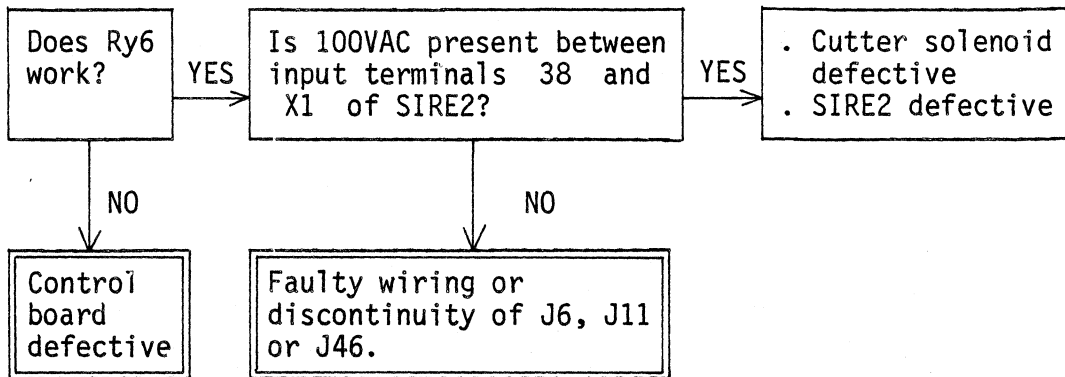 Does Ry6
work?
YES
Is 100VAC present between
input terminals 38 and
X1 of SIRE2?
YES
. Cutter solenoid
defective
. SIRE2 defective
NO
NO
Control
board
defective
Faulty wiring or
discontinuity of J6, J11
or J46.